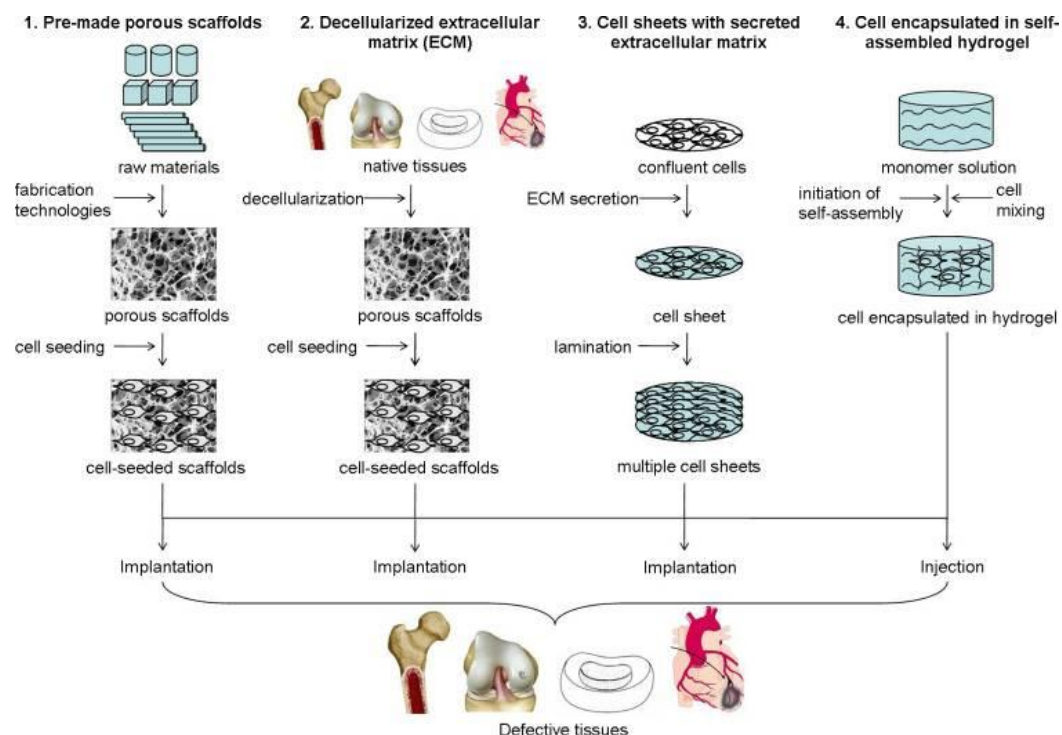 1. Pre-made porous scaffolds
raw materials
fabrication
technologies
porous scaffolds
cell seeding
cell-seeded scaffolds
Implantation
2. Decellularized extracellular
matrix (ECM)
native tissues
decellularization
porous scaffolds
cell seeding
cell-seeded scaffolds
Implantation
3. Cell sheets with secreted
extracellular matrix
confluent cells
ECM secretion
cell sheet
lamination
multiple cell sheets
Implantation
4. Cell encapsulated in self-
assembled hydrogel
monomer solution
initiation of
self-assembly
cell
mixing
cell encapsulated in hydrogel
Injection
Defective tissues